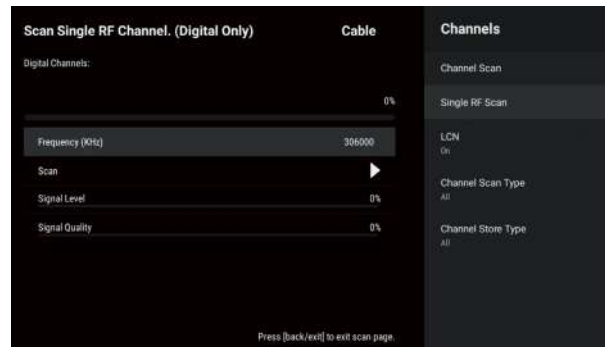 Scan Single RF Channel. (Digital Only) Cable
Digital Channels:
0%
Frequency (KHz) 306000
Scan
Signal Level 0%
Signal Quality 0%
Press [back/exit] to exit scan page.
Channels
Channel Scan
Single RF Scan
LCN
On
Channel Scan Type
All
Channel Store Type
All